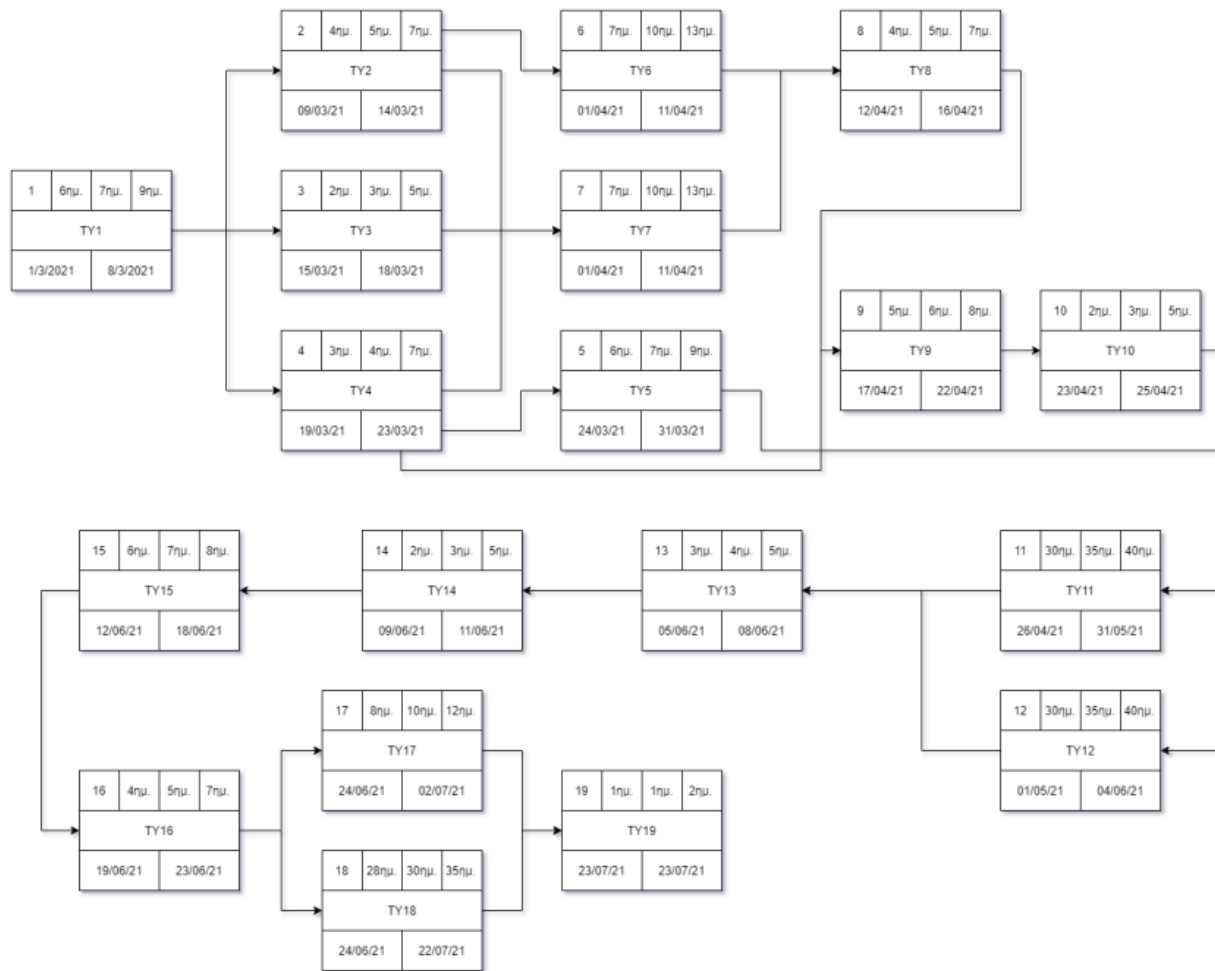 2 4ημ. 5ημ. 7ημ.
TY2
09/03/21 14/03/21
6 7ημ. 10ημ. 13ημ.
TY6
01/04/21 11/04/21
8 4ημ. 5ημ. 7ημ.
TY8
12/04/21 16/04/21
1 6ημ. 7ημ. 9ημ.
TY1
1/3/2021 8/3/2021
3 2ημ. 3ημ. 5ημ.
TY3
15/03/21 18/03/21
7 7ημ. 10ημ. 13ημ.
TY7
01/04/21 11/04/21
4 3ημ. 4ημ. 7ημ.
TY4
19/03/21 23/03/21
5 6ημ. 7ημ. 9ημ.
TY5
24/03/21 31/03/21
9 5ημ. 6ημ. 8ημ.
TY9
17/04/21 22/04/21
10 2ημ. 3ημ. 5ημ.
TY10
23/04/21 25/04/21
15 6ημ. 7ημ. 8ημ.
TY15
12/06/21 18/06/21
14 2ημ. 3ημ. 5ημ.
TY14
09/06/21 11/06/21
13 3ημ. 4ημ. 5ημ.
TY13
05/06/21 08/06/21
11 30ημ. 35ημ. 40ημ.
TY11
26/04/21 31/05/21
12 30ημ. 35ημ. 40ημ.
TY12
01/05/21 04/06/21
17 8ημ. 10ημ. 12ημ.
TY17
24/06/21 02/07/21
16 4ημ. 5ημ. 7ημ.
TY16
19/06/21 23/06/21
19 1ημ. 1ημ. 2ημ.
TY19
23/07/21 23/07/21
18 28ημ. 30ημ. 35ημ.
TY18
24/06/21 22/07/21